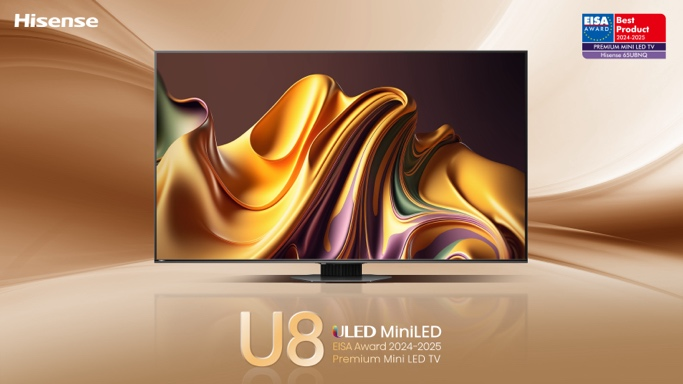 Hisense
EISA AWARD
Best Product 2024-2025
PREMIUM MINI LED TV
Hisense 65U8NQ
U8
ULED MiniLED
EISA Award 2024-2025
Premium Mini LED TV